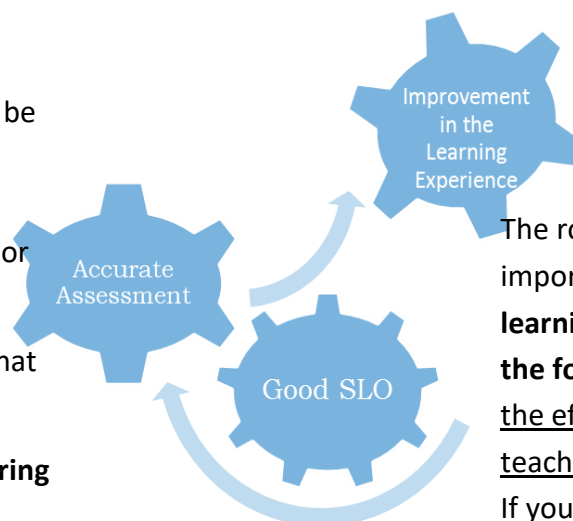 be
or
hat
ring
Accurate
Assessment
Good SLO
Improvement
in the
Learning
Experience
The
impor
learni
the fo
the ef
teach
If you